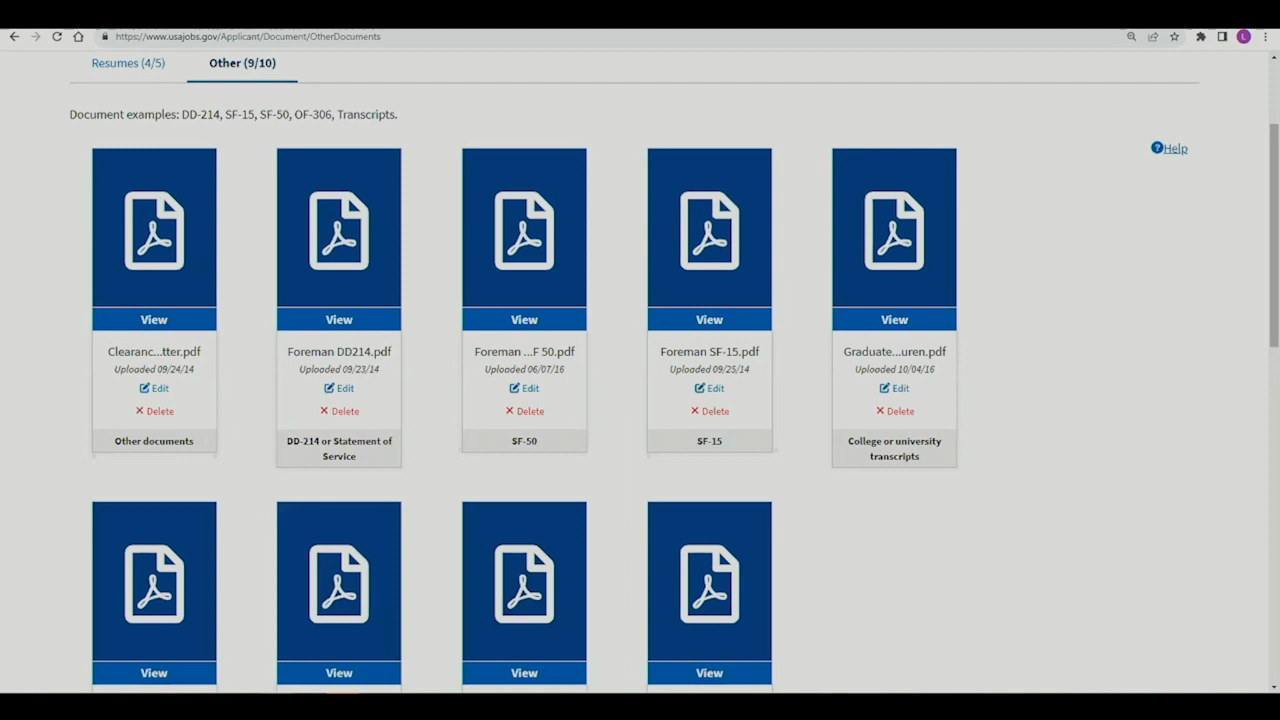 https://www.usajobs.gov/Applicant/Document/OtherDocuments
L
Resumes (4/5)
Other (9/10)
Document examples: DD-214, SF-15, SF-50, OF-306, Transcripts.
Help
View
View
View
View
View
Clearanc...tter.pdf
Foreman DD214.pdf
Foreman ...F 50.pdf
Foreman SF-15.pdf
Graduate...uren.pdf
Uploaded 09/24/14
Uploaded 09/23/14
Uploaded 06/07/16
Uploaded 09/25/14
Uploaded 10/04/16
Edit
Edit
Edit
Edit
Edit
Delete
Delete
Delete
Delete
Delete
Other documents
DD-214 or Statement of
Service
SF-50
SF-15
College or university
transcripts
View
View
View
View